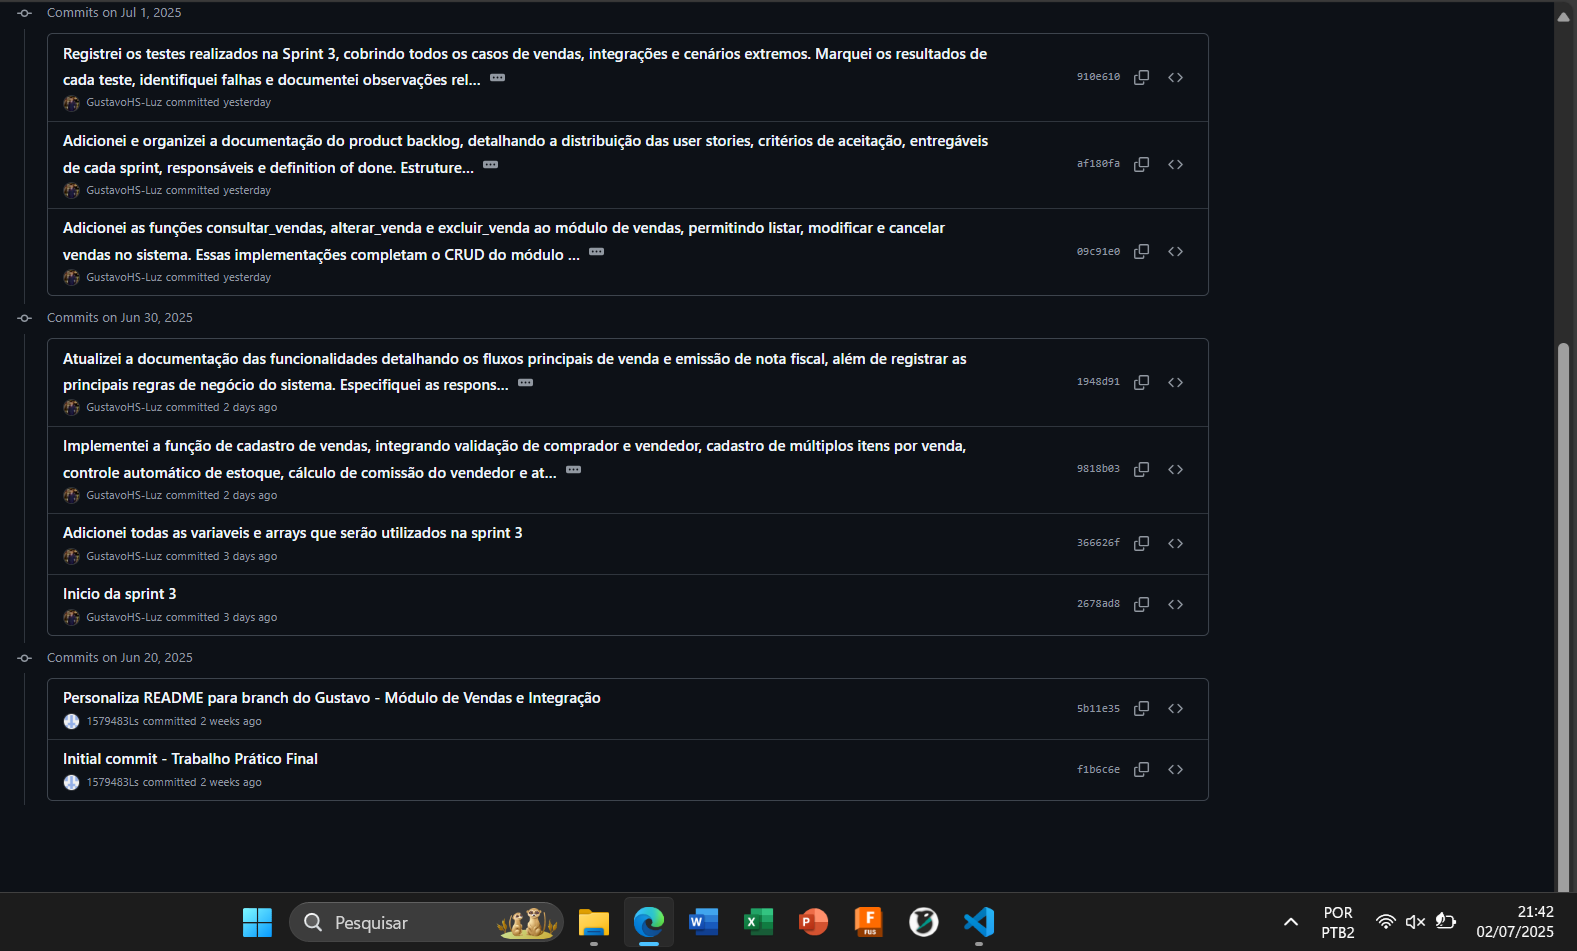 Commits on Jul 1, 2025
Registrei os testes realizados na Sprint 3, cobrindo todos os casos de vendas, integrações e cenários extremos. Marquei os resultados de
cada teste, identifiquei falhas e documentei observações rel...
910e610
GustavoHS-Luz committed yesterday
Adicionei e organizei a documentação do product backlog, detalhando a distribuição das user stories, critérios de aceitação, entregáveis
de cada sprint, responsáveis e definition of done. Estruture...
af180fa
GustavoHS-Luz committed yesterday
Adicionei as funções consultar_vendas, alterar_venda e excluir_venda ao módulo de vendas, permitindo listar, modificar e cancelar
vendas no sistema. Essas implementações completam o CRUD do módulo ...
09c91e0
GustavoHS-Luz committed yesterday
Commits on Jun 30, 2025
Atualizei a documentação das funcionalidades detalhando os fluxos principais de venda e emissão de nota fiscal, além de registrar as
principais regras de negócio do sistema. Especifiquei as respons...
1948d91
GustavoHS-Luz committed 2 days ago
Implementei a função de cadastro de vendas, integrando validação de comprador e vendedor, cadastro de múltiplos itens por venda,
controle automático de estoque, cálculo de comissão do vendedor e at...
9818b03
GustavoHS-Luz committed 2 days ago
Adicionei todas as variaveis e arrays que serão utilizados na sprint 3
366626f
GustavoHS-Luz committed 3 days ago
Inicio da sprint 3
2678ad8
GustavoHS-Luz committed 3 days ago
Commits on Jun 20, 2025
Personaliza README para branch do Gustavo - Módulo de Vendas e Integração
5b11e35
1579483Ls committed 2 weeks ago
Initial commit - Trabalho Prático Final
f1b6c6e
1579483Ls committed 2 weeks ago
Pesquisar
W
X
P
F
FUS
POR
PTB2
21:42
02/07/2025